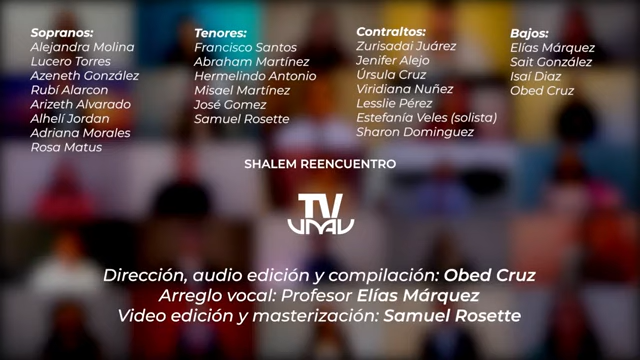 Sopranos:
Alejandra Molina
Lucero Torres
Azeneth González
Rubí Alarcon
Arizeth Alvarado
Alhelí Jordan
Adriana Morales
Rosa Matus
Tenores:
Francisco Santos
Abraham Martínez
Hermelindo Antonio
Misael Martínez
José Gomez
Samuel Rosette
Contraltos:
Zurisadai Juárez
Jenifer Alejo
Úrsula Cruz
Viridiana Nuñez
Lesslie Pérez
Estefanía Veles (solista)
Sharon Dominguez
Bajos:
Elías Márquez
Sait González
Isaí Diaz
Obed Cruz
SHALEM REENCUENTRO
TV
UNAV
Dirección, audio edición y compilación: Obed Cruz
Arreglo vocal: Profesor Elías Márquez
Video edición y masterización: Samuel Rosette